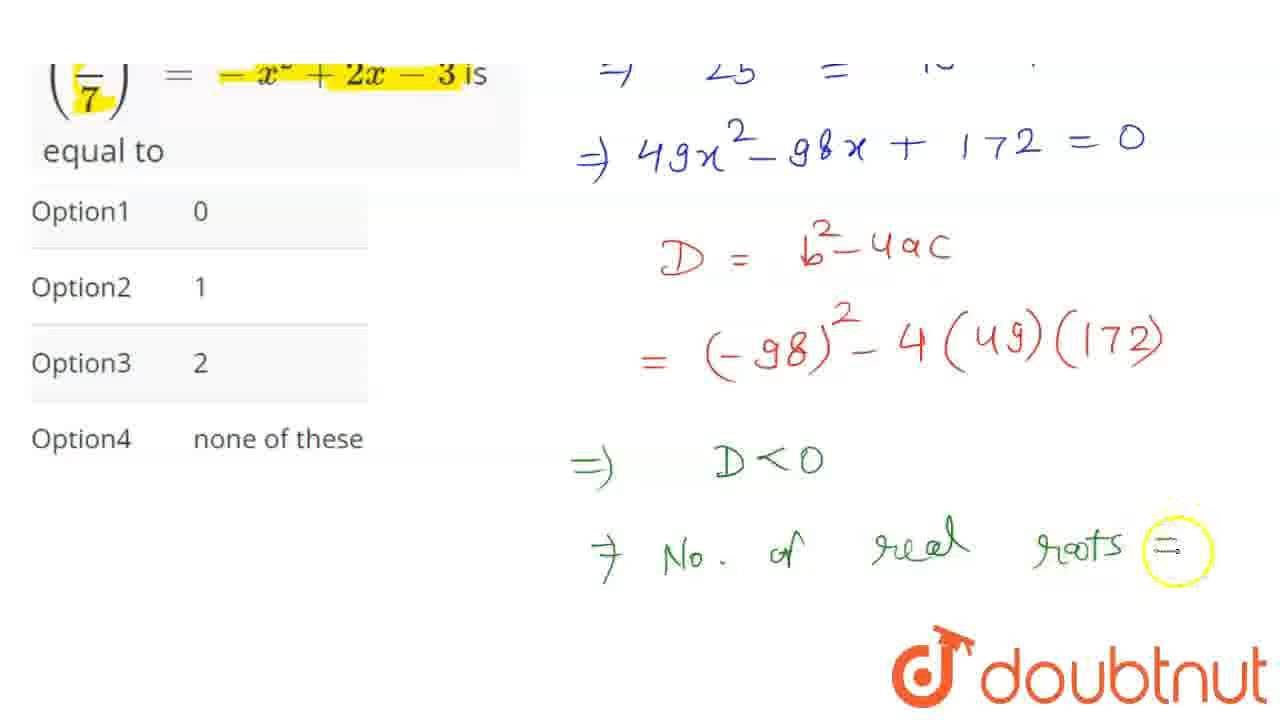 (—/7) = − x² + 2x − 3 is
equal to
Option1 0
Option2 1
Option3 2
Option4 none of these
=> 25 =
=> 49x² − 98x + 172 = 0
D = b² − 4ac
= (−98)² − 4(49)(172)
=> D < 0
=> No. of real roots =
doubtnut